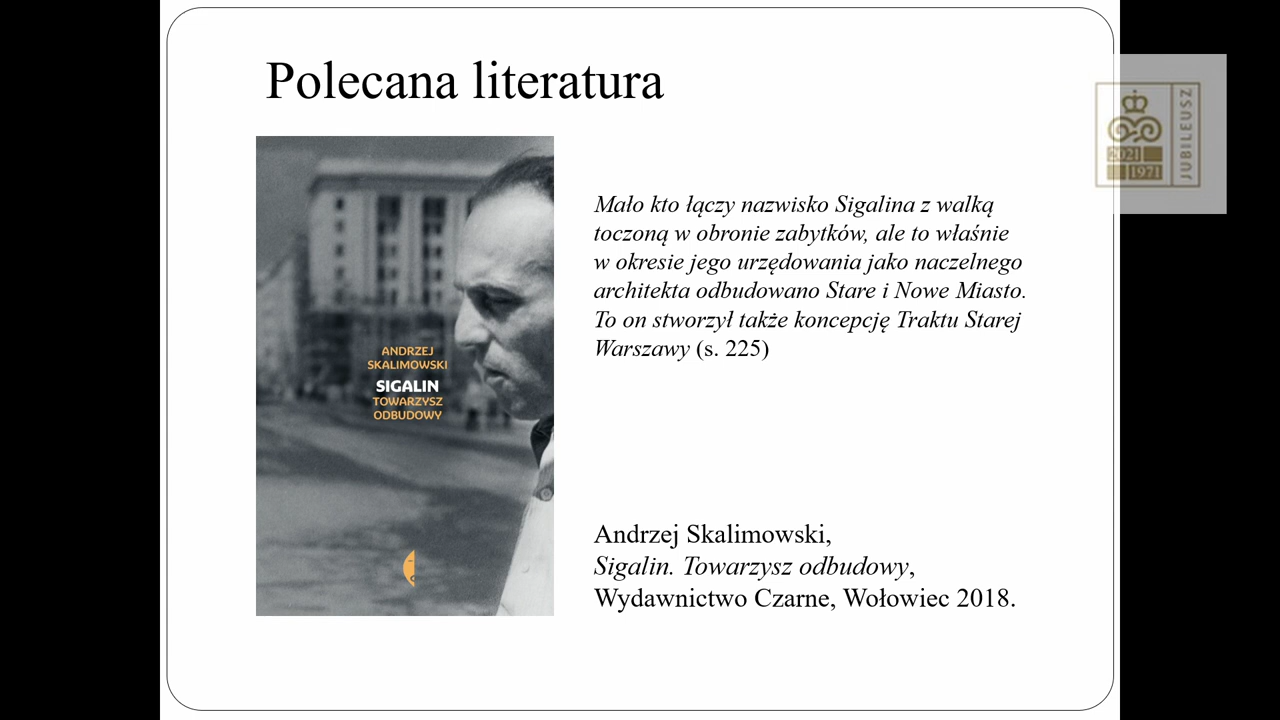 Polecana literatura
ANDRZEJ
SKALIMOWSKI
SIGALIN
TOWARZYSZ
ODBUDOWY
Mało kto łączy nazwisko Sigalina z walką
toczoną w obronie zabytków, ale to właśnie
w okresie jego urzędowania jako naczelnego
architekta odbudowano Stare i Nowe Miasto.
To on stworzył także koncepcję Traktu Starej
Warszawy (s. 225)
Andrzej Skalimowski,
Sigalin. Towarzysz odbudowy,
Wydawnictwo Czarne, Wołowiec 2018.
2021
1971
JUBILEUSZ